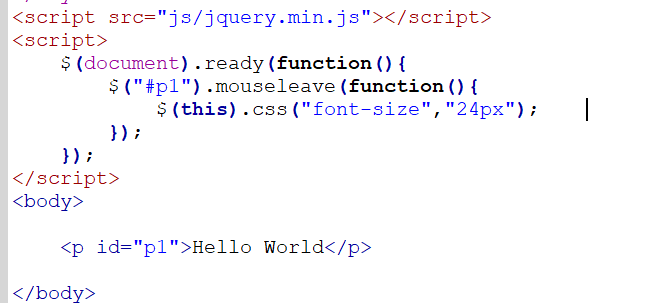 <script src="js/jquery.min.js"></script>
<script>
$(document).ready(function(){
$("#p1").mouseleave(function(){
$(this).css("font-size","24px");
});
});
</script>
<body>
<p id="p1">Hello World</p>
</body>